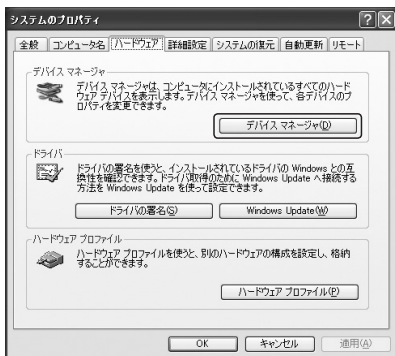 システムのプロパティ
全般 コンピュータ名 ハードウェア 詳細設定 システムの復元 自動更新 リモート
デバイス マネージャ
デバイス マネージャは、コンピュータにインストールされているすべてのハード
ウェア デバイスを表示します。デバイス マネージャを使って、各デバイスのプ
ロパティを変更できます。
デバイス マネージャ(D)
ドライバ
ドライバの署名を使うと、インストールされているドライバの Windows との互
換性を確認できます。ドライバ取得のために Windows Update へ接続する
方法を Windows Update を使って設定できます。
ドライバの署名(S) Windows Update(W)
ハードウェア プロファイル
ハードウェア プロファイルを使うと、別のハードウェアの構成を設定し、格納
することができます。
ハードウェア プロファイル(P)
OK キャンセル 適用(A)